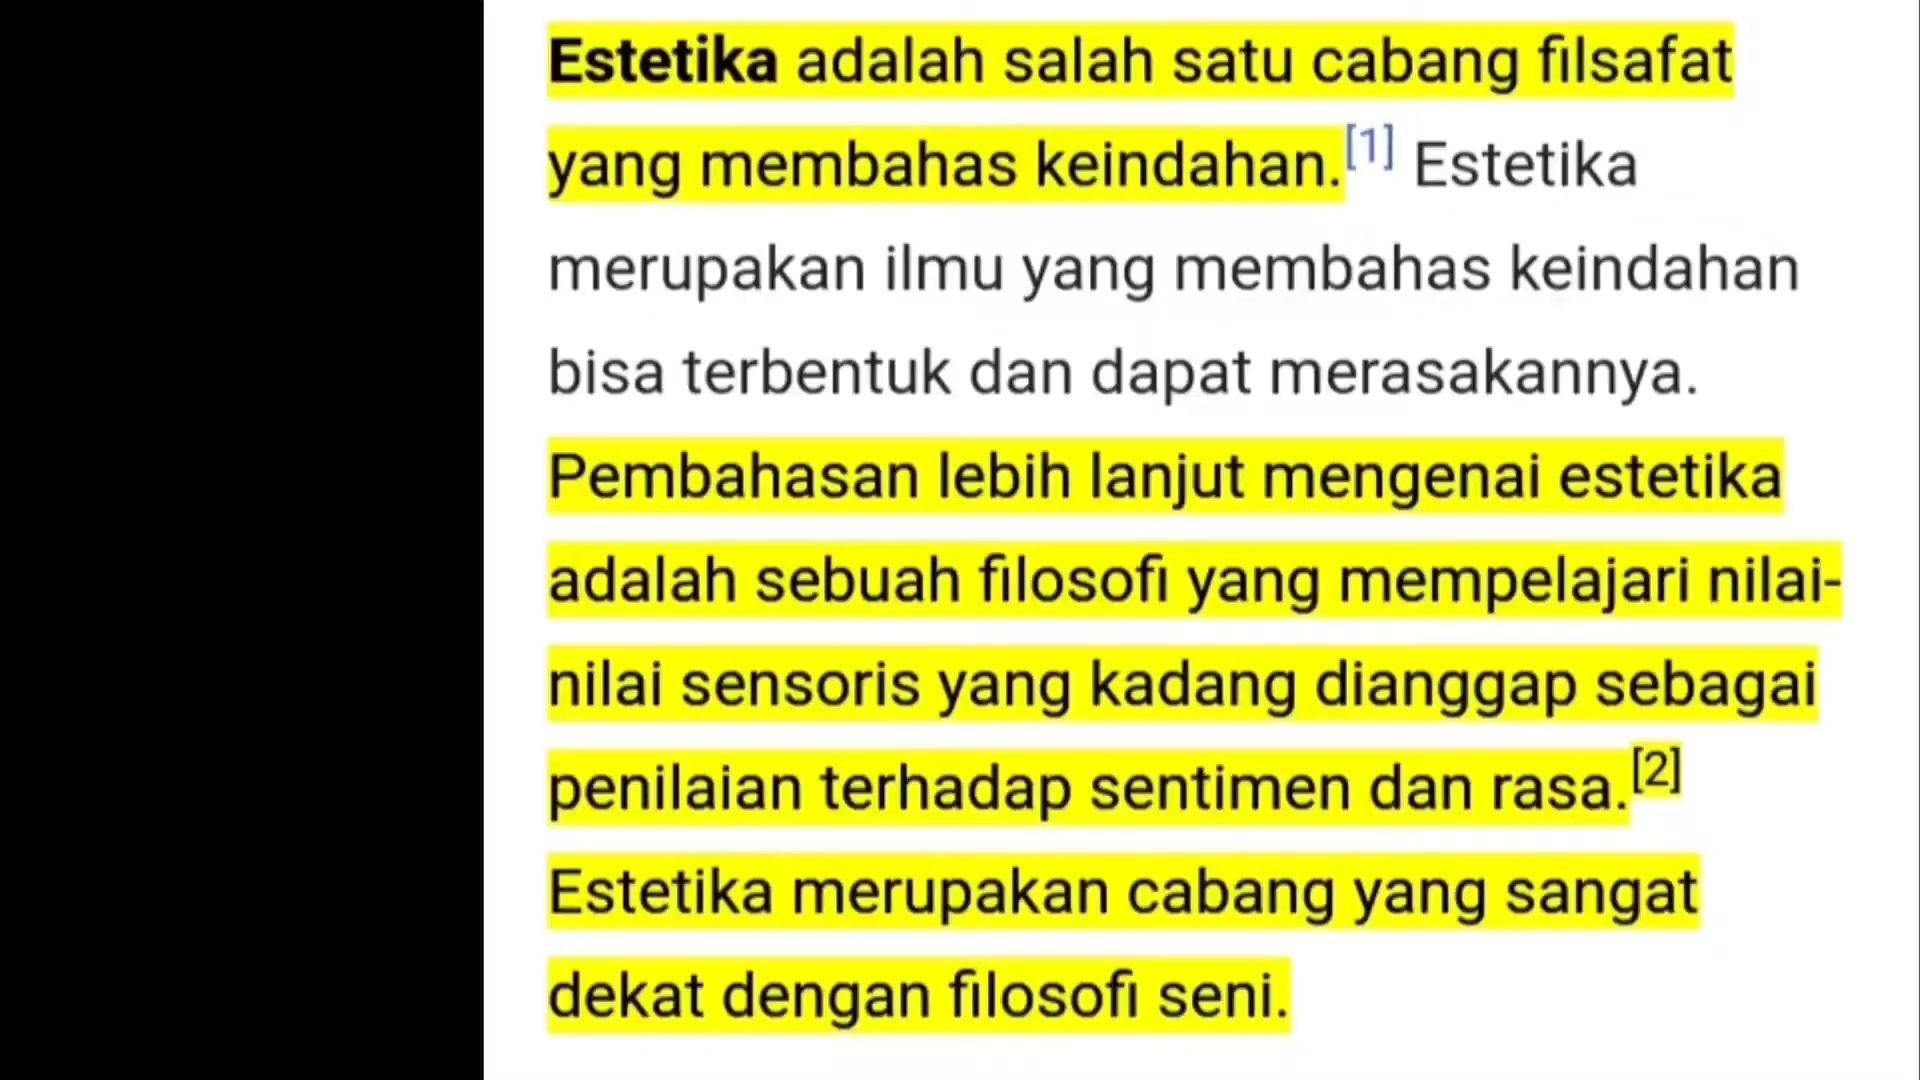 Estetika adalah salah satu cabang filsafat
yang membahas keindahan.[1] Estetika
merupakan ilmu yang membahas keindahan
bisa terbentuk dan dapat merasakannya.
Pembahasan lebih lanjut mengenai estetika
adalah sebuah filosofi yang mempelajari nilai-
nilai sensoris yang kadang dianggap sebagai
penilaian terhadap sentimen dan rasa.[2]
Estetika merupakan cabang yang sangat
dekat dengan filosofi seni.